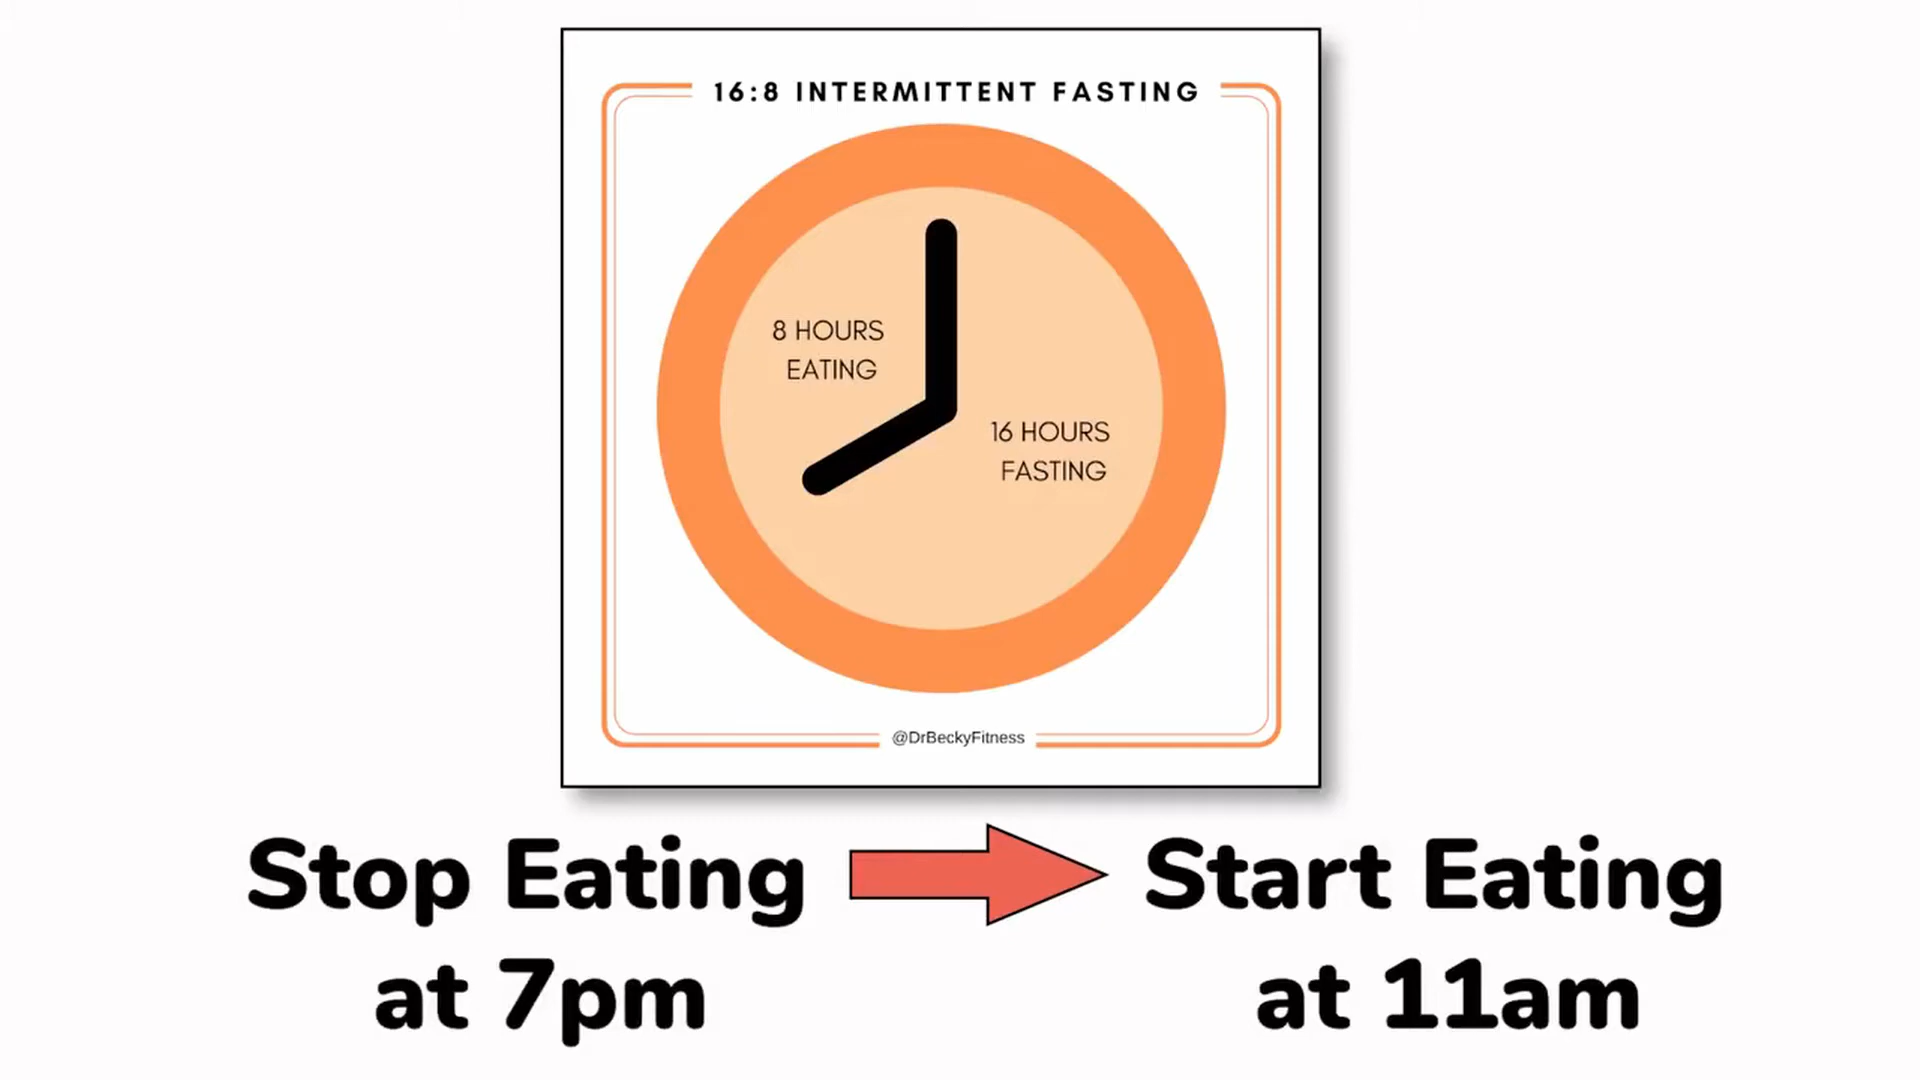 16:8 INTERMITTENT FASTING
8 HOURS
EATING
16 HOURS
FASTING
@DrBeckyFitness
Stop Eating
at 7pm
Start Eating
at 11am